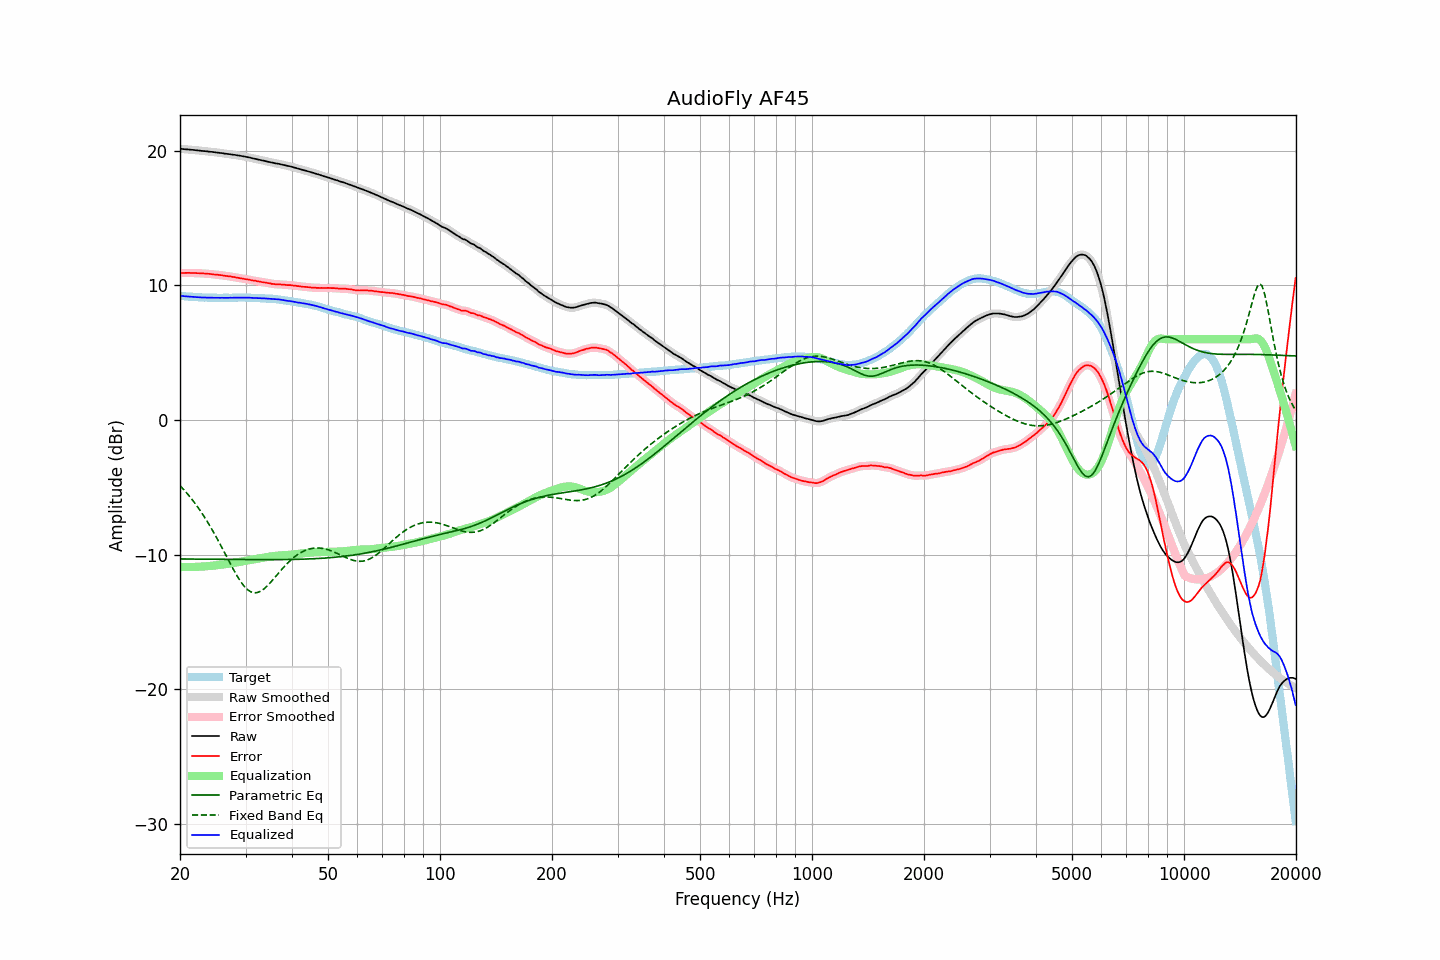 AudioFly AF45
Amplitude (dBr)
20
10
0
−10
−20
−30
Target
Raw Smoothed
Error Smoothed
Raw
Error
Equalization
Parametric Eq
Fixed Band Eq
Equalized
20 50 100 200 500 1000 2000 5000 10000 20000
Frequency (Hz)